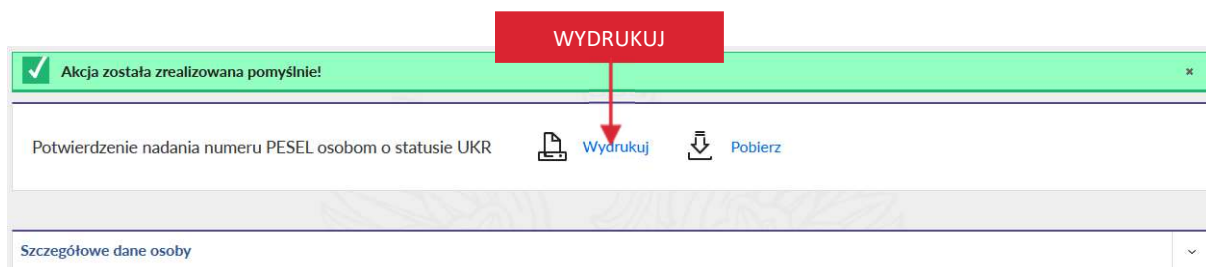 WYDRUKUJ
Akcja została zrealizowana pomyślnie!
Potwierdzenie nadania numeru PESEL osobom o statusie UKR Wydrukuj Pobierz
Szczegółowe dane osoby